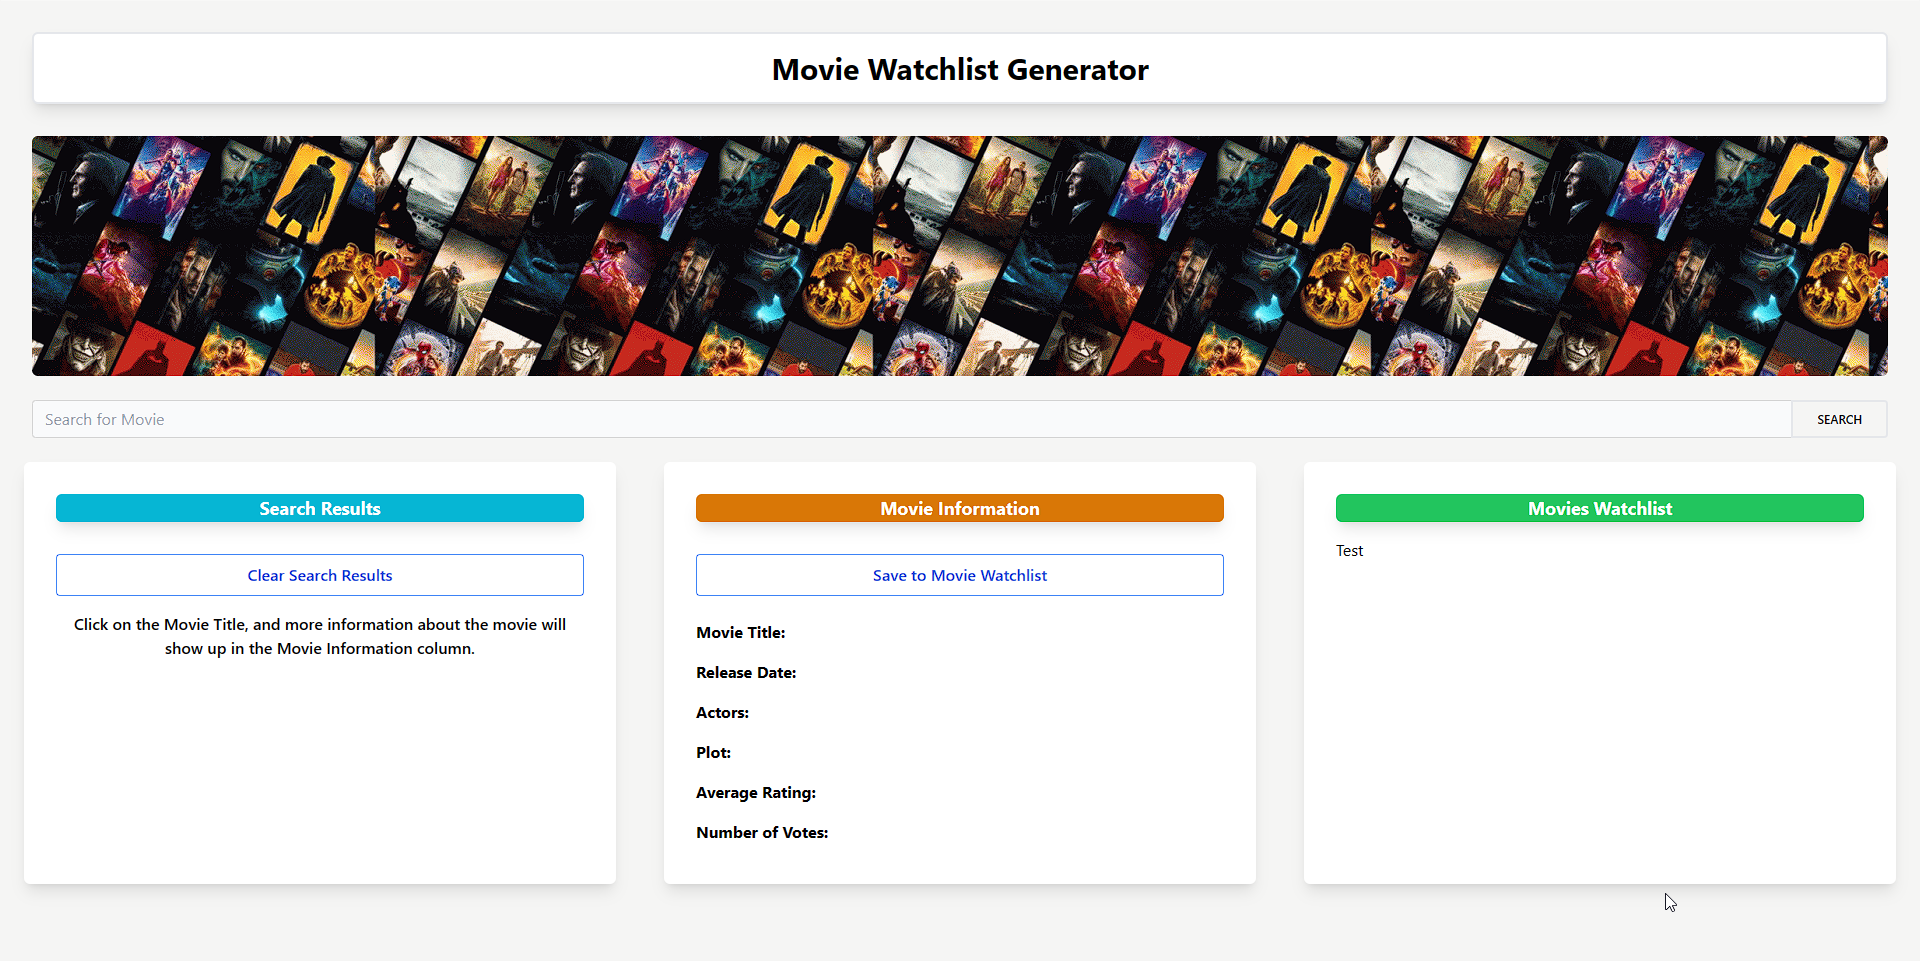 Movie Watchlist Generator
Search for Movie
SEARCH
Search Results
Clear Search Results
Click on the Movie Title, and more information about the movie will
show up in the Movie Information column.
Movie Information
Save to Movie Watchlist
Movie Title:
Release Date:
Actors:
Plot:
Average Rating:
Number of Votes:
Movies Watchlist
Test